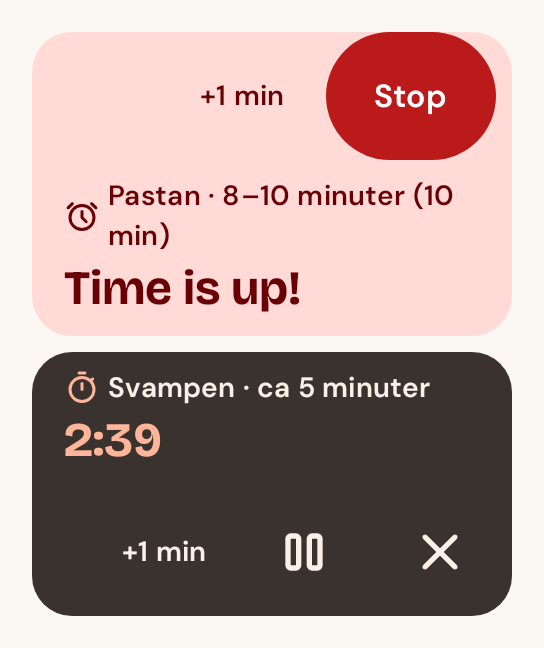 +1 min
Stop
Pastan · 8–10 minuter (10
min)
Time is up!
Svampen · ca 5 minuter
2:39
+1 min